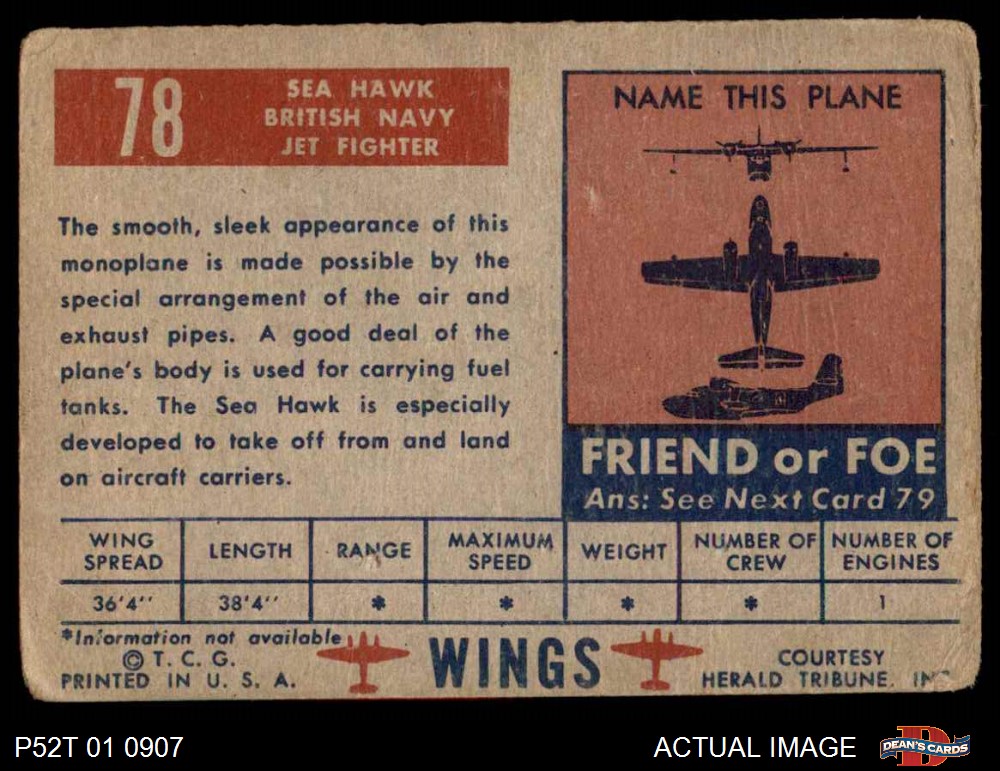 78
SEA HAWK
BRITISH NAVY
JET FIGHTER
The smooth, sleek appearance of this
monoplane is made possible by the
special arrangement of the air and
exhaust pipes. A good deal of the
plane's body is used for carrying fuel
tanks. The Sea Hawk is especially
developed to take off from and land
on aircraft carriers.
NAME THIS PLANE
FRIEND or FOE
Ans: See Next Card 79
WING SPREAD LENGTH RANGE MAXIMUM SPEED WEIGHT NUMBER OF CREW NUMBER OF ENGINES
36'4'' 38'4'' * * * * 1
*Information not available
© T. C. G.
PRINTED IN U. S. A.
WINGS
COURTESY
HERALD TRIBUNE. INC
P52T 01 0907
ACTUAL IMAGE
DEAN'S CARDS